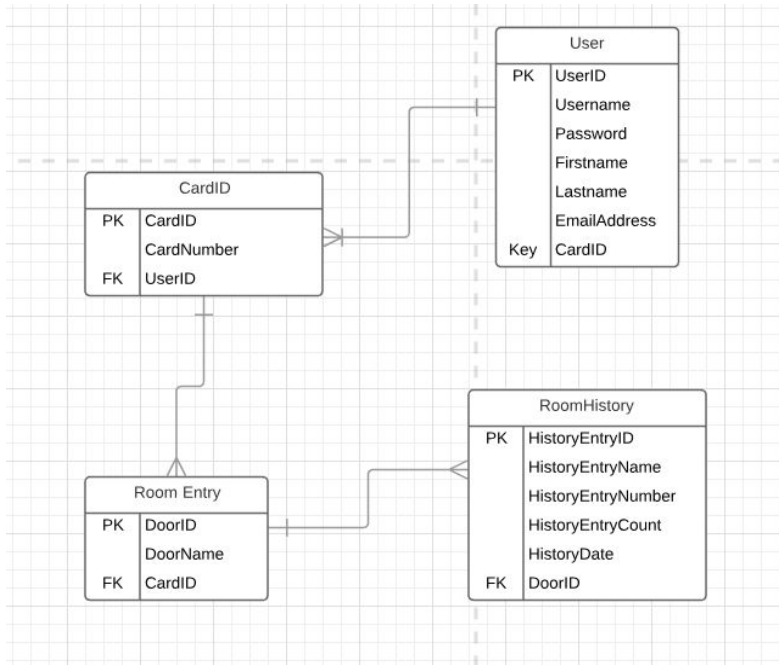 User
PK UserID
Username
Password
Firstname
Lastname
EmailAddress
Key CardID
CardID
PK CardID
CardNumber
FK UserID
RoomHistory
PK HistoryEntryID
HistoryEntryName
HistoryEntryNumber
HistoryEntryCount
HistoryDate
FK DoorID
Room Entry
PK DoorID
DoorName
FK CardID